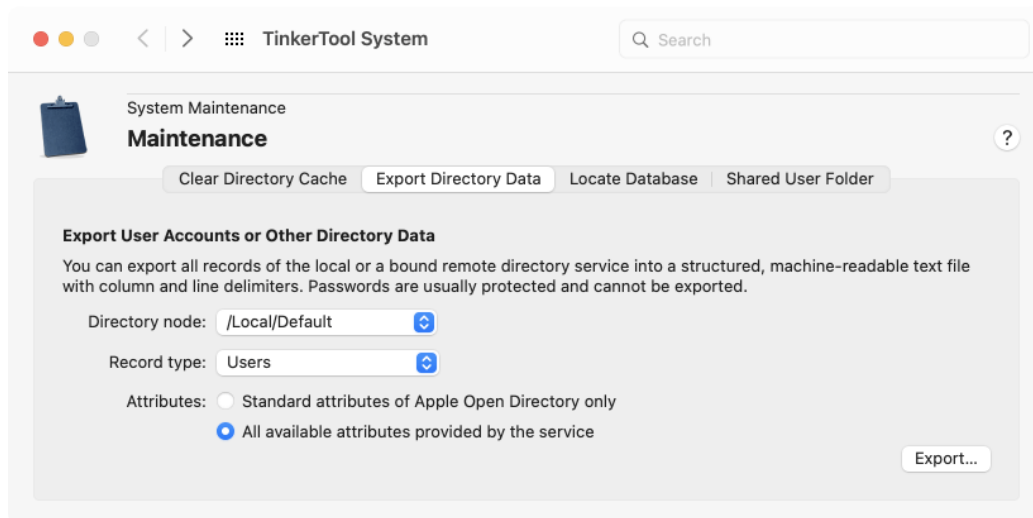 TinkerTool System
Search
System Maintenance
Maintenance
?
Clear Directory Cache
Export Directory Data
Locate Database
Shared User Folder
Export User Accounts or Other Directory Data
You can export all records of the local or a bound remote directory service into a structured, machine-readable text file
with column and line delimiters. Passwords are usually protected and cannot be exported.
Directory node: /Local/Default
Record type: Users
Attributes: Standard attributes of Apple Open Directory only
All available attributes provided by the service
Export...